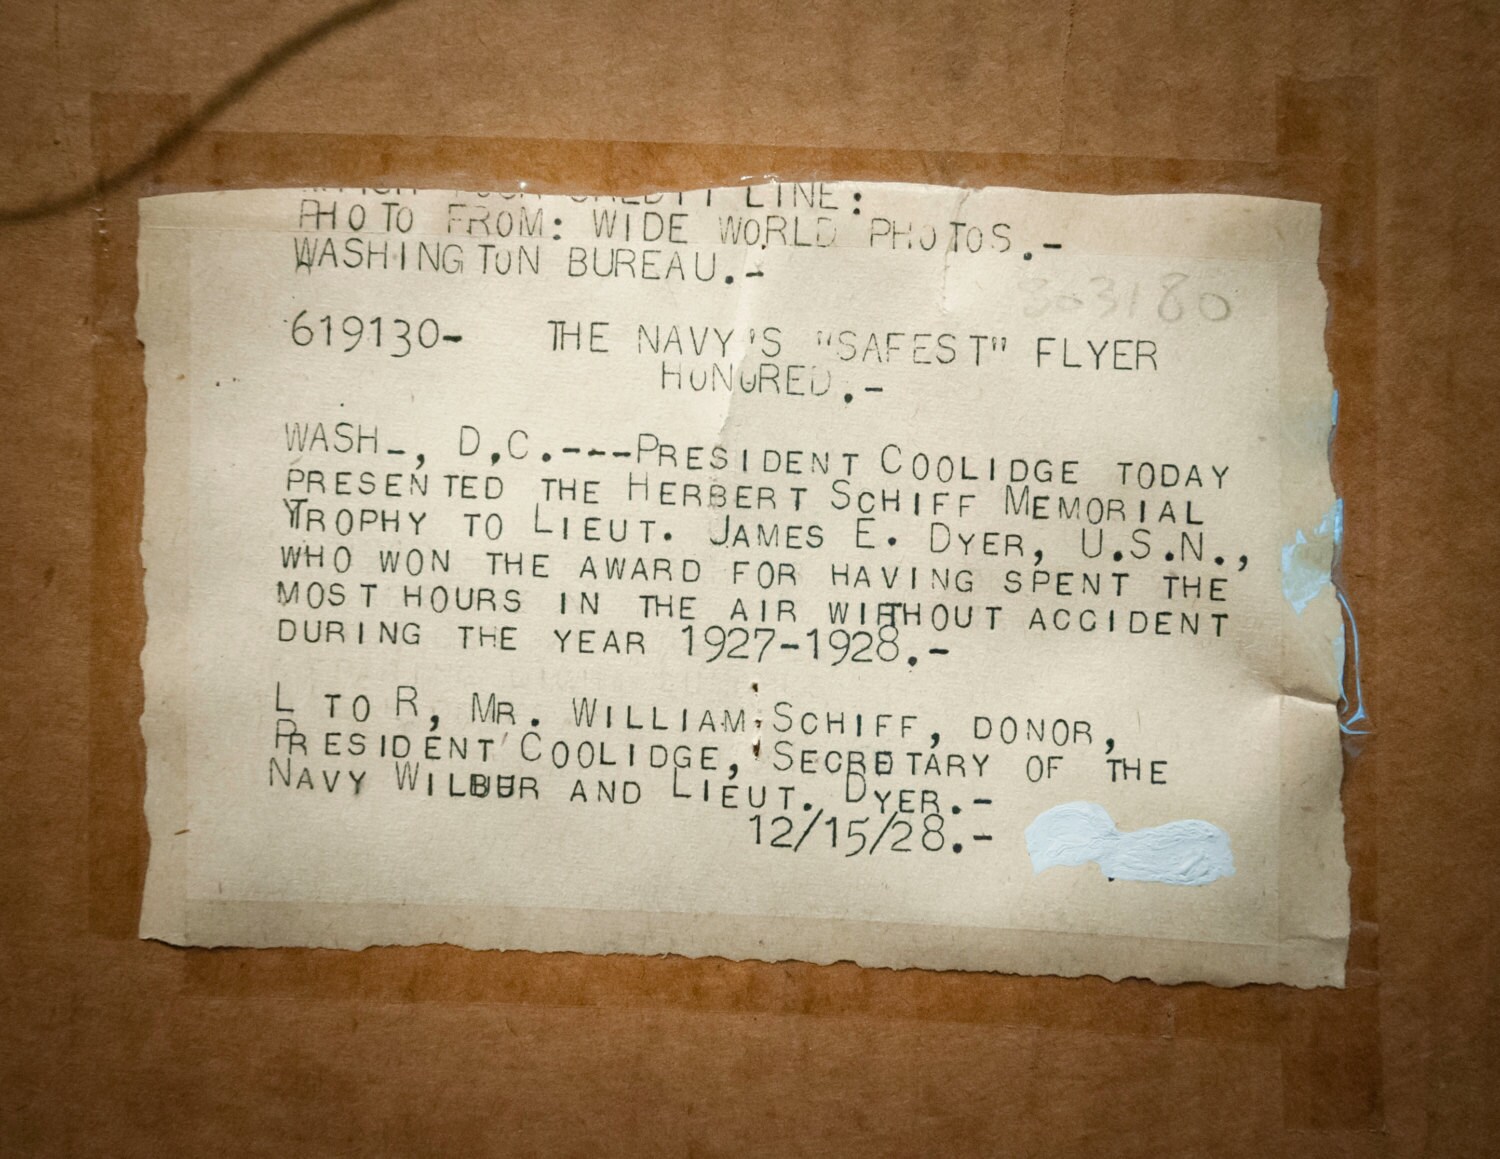 CREDIT LINE:
PHOTO FROM: WIDE WORLD PHOTOS.-
WASHINGTON BUREAU.-
303180
619130- THE NAVY'S "SAFEST" FLYER
HONORED.-
WASH-, D.C.---PRESIDENT COOLIDGE TODAY
PRESENTED THE HERBERT SCHIFF MEMORIAL
TROPHY TO LIEUT. JAMES E. DYER, U.S.N.,
WHO WON THE AWARD FOR HAVING SPENT THE
MOST HOURS IN THE AIR WITHOUT ACCIDENT
DURING THE YEAR 1927-1928.-
L TO R, MR. WILLIAM SCHIFF, DONOR,
PRESIDENT COOLIDGE, SECRETARY OF THE
NAVY WILBUR AND LIEUT. DYER.-
12/15/28.-